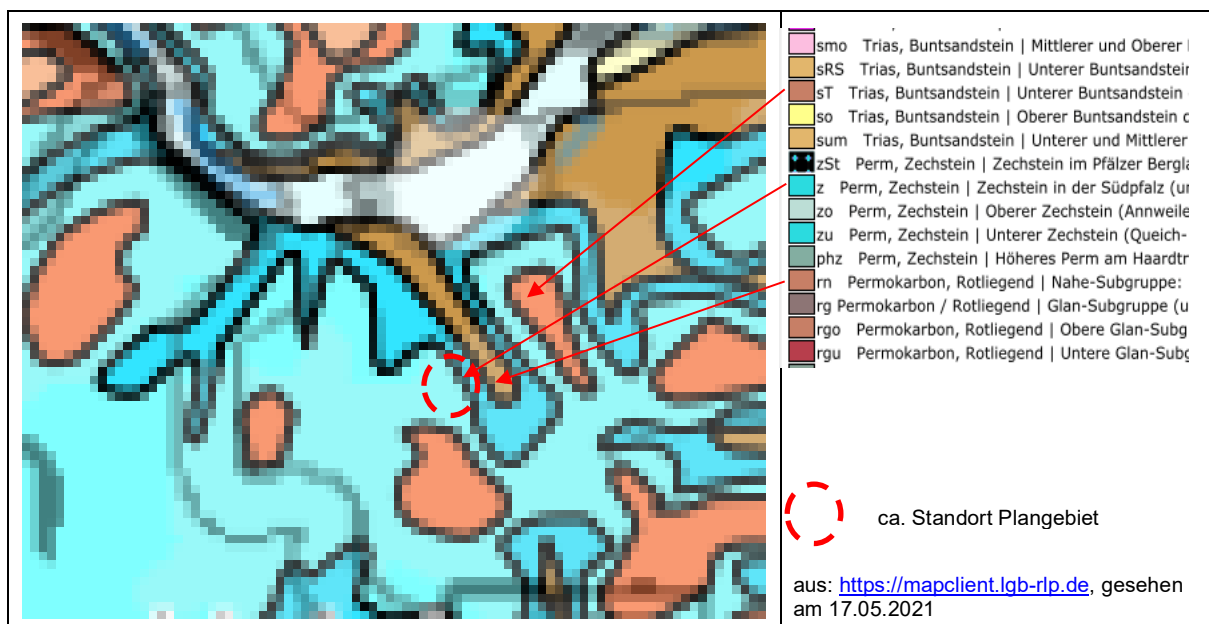 smo Trias, Buntsandstein | Mittlerer und Oberer
sRS Trias, Buntsandstein | Unterer Buntsandstein
sT Trias, Buntsandstein | Unterer Buntsandstein
so Trias, Buntsandstein | Oberer Buntsandstein
sum Trias, Buntsandstein | Unterer und Mittlerer
zSt Perm, Zechstein | Zechstein im Pfälzer Bergla
z Perm, Zechstein | Zechstein in der Südpfalz (un
zo Perm, Zechstein | Oberer Zechstein (Annweile
zu Perm, Zechstein | Unterer Zechstein (Queich-
phz Perm, Zechstein | Höheres Perm am Haardtr
rn Permokarbon, Rotliegend | Nahe-Subgruppe:
rg Permokarbon / Rotliegend | Glan-Subgruppe (u
rgo Permokarbon, Rotliegend | Obere Glan-Subg
rgu Permokarbon, Rotliegend | Untere Glan-Subg
ca. Standort Plangebiet
aus: https://mapclient.lgb-rlp.de, gesehen
am 17.05.2021